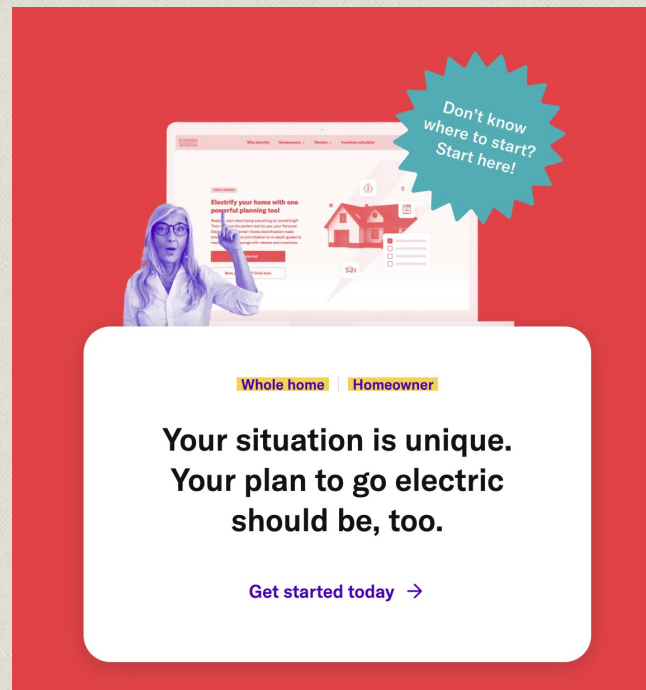 Don't know
where to start?
Start here!
Why electrify Homeowners Renters Incentive calculator
Electrify your home with one
powerful planning tool
Whole home
Homeowner
Your situation is unique.
Your plan to go electric
should be, too.
Get started today →